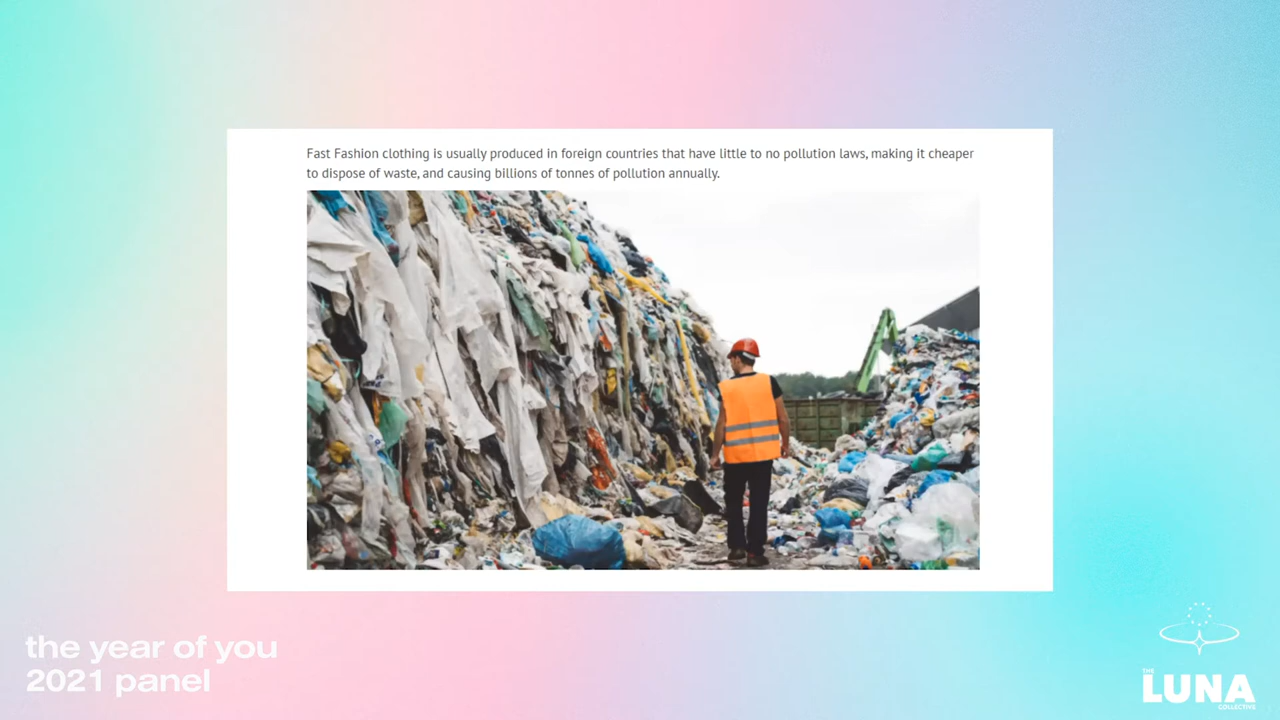 Fast Fashion clothing is usually produced in foreign countries that have little to no pollution laws, making it cheaper
to dispose of waste, and causing billions of tonnes of pollution annually.
the year of you
2021 panel
THE
LUNA
COLLECTIVE